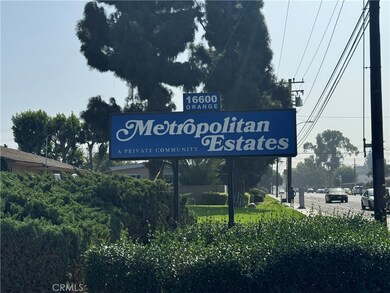 16600
ORANGE
Metropolitan
Estates
A PRIVATE COMMUNITY
CRMLS